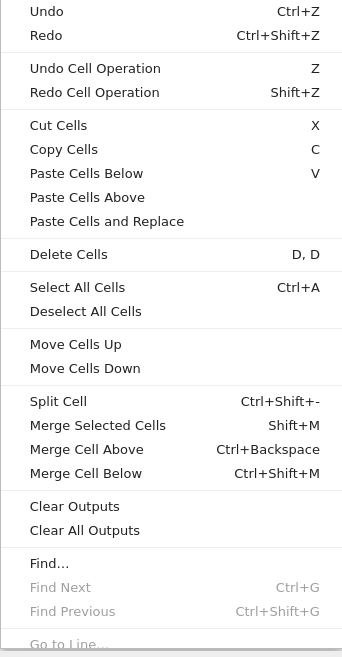 Undo Ctrl+Z
Redo Ctrl+Shift+Z
Undo Cell Operation Z
Redo Cell Operation Shift+Z
Cut Cells X
Copy Cells C
Paste Cells Below V
Paste Cells Above
Paste Cells and Replace
Delete Cells D, D
Select All Cells Ctrl+A
Deselect All Cells
Move Cells Up
Move Cells Down
Split Cell Ctrl+Shift+-
Merge Selected Cells Shift+M
Merge Cell Above Ctrl+Backspace
Merge Cell Below Ctrl+Shift+M
Clear Outputs
Clear All Outputs
Find…
Find Next Ctrl+G
Find Previous Ctrl+Shift+G
Go to Line…